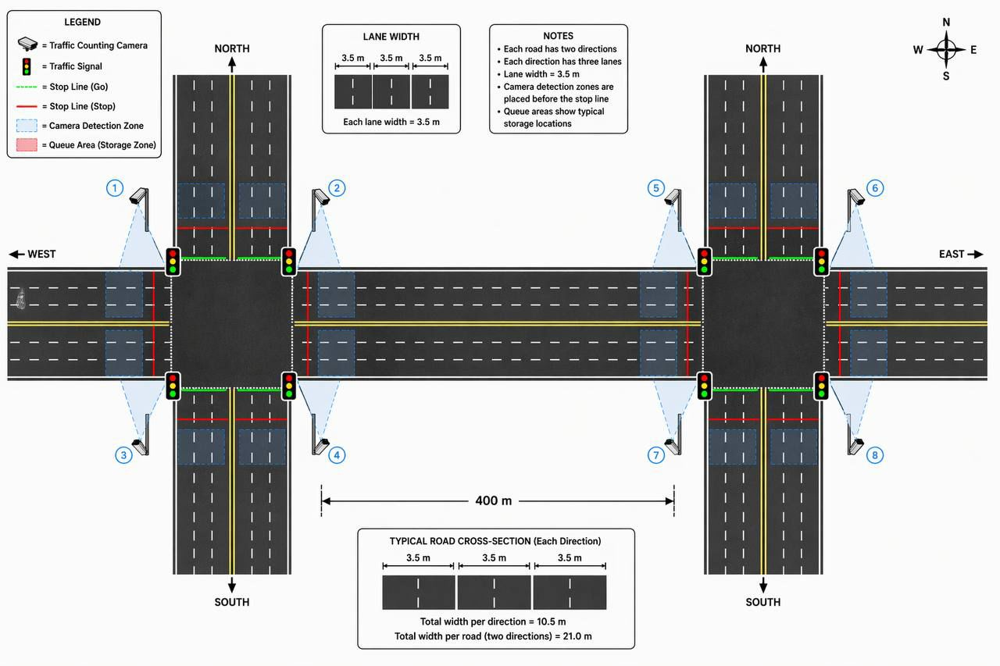 LEGEND
= Traffic Counting Camera
= Traffic Signal
= Stop Line (Go)
= Stop Line (Stop)
= Camera Detection Zone
= Queue Area (Storage Zone)
LANE WIDTH
3.5 m 3.5 m 3.5 m
Each lane width = 3.5 m
NOTES
• Each road has two directions
• Each direction has three lanes
• Lane width = 3.5 m
• Camera detection zones are
placed before the stop line
• Queue areas show typical
storage locations
N
W E
S
NORTH
NORTH
1
2
5
6
WEST
EAST
3
4
7
8
400 m
SOUTH
SOUTH
TYPICAL ROAD CROSS-SECTION (Each Direction)
3.5 m 3.5 m 3.5 m
Total width per direction = 10.5 m
Total width per road (two directions) = 21.0 m